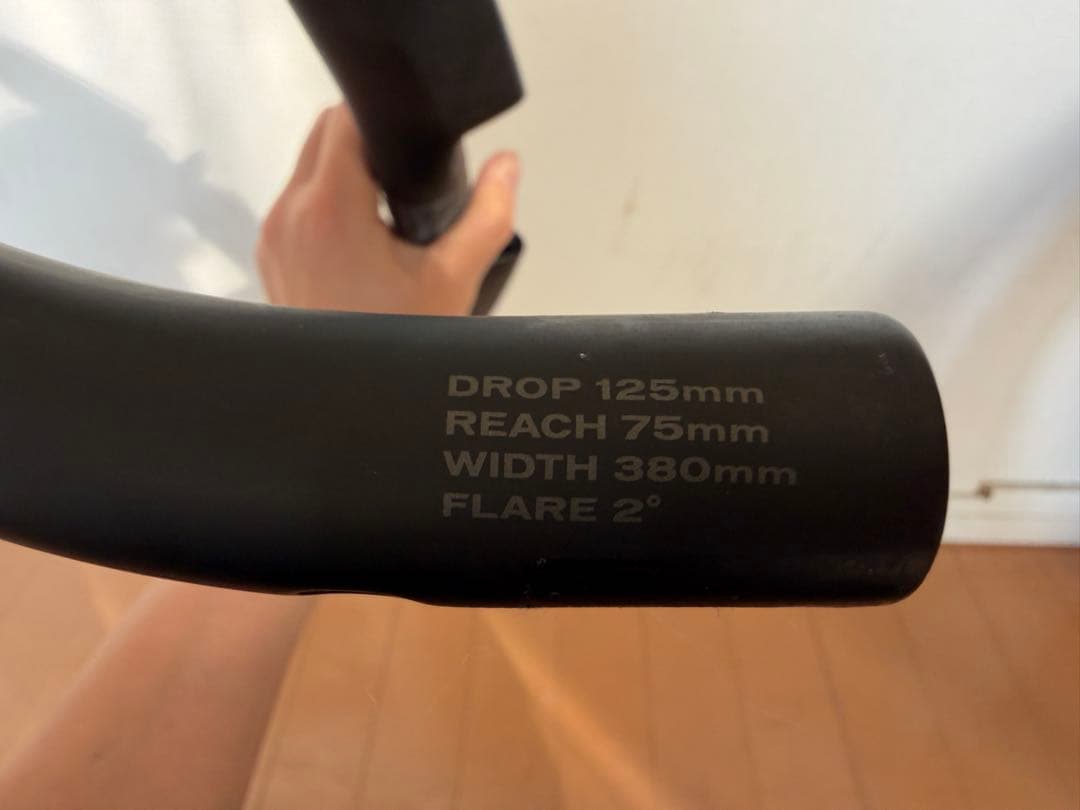 DROP 125mm
REACH 75mm
WIDTH 380mm
FLARE 2°